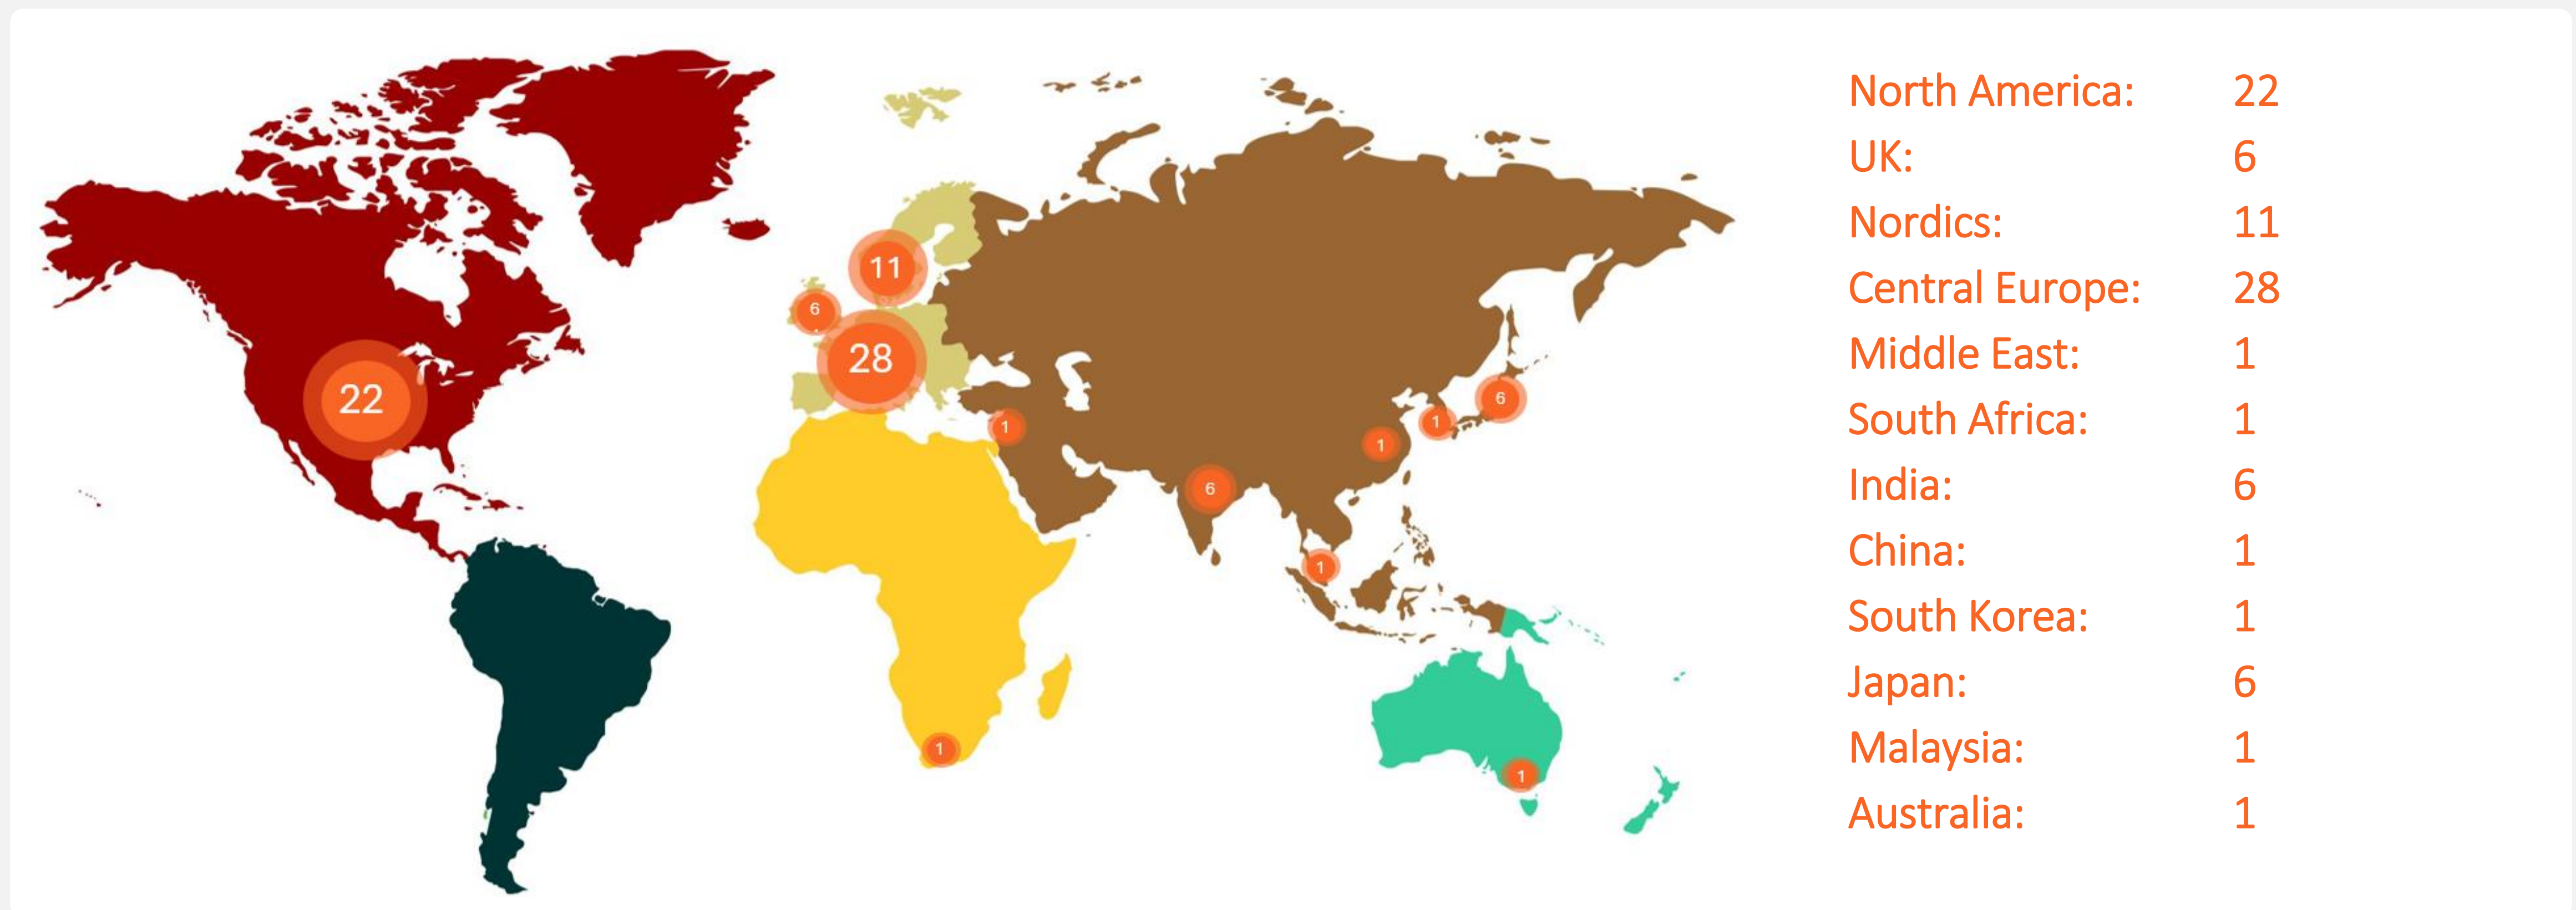 11
6
28
22
1
6
1
1
6
1
1
1
North America: 22
UK: 6
Nordics: 11
Central Europe: 28
Middle East: 1
South Africa: 1
India: 6
China: 1
South Korea: 1
Japan: 6
Malaysia: 1
Australia: 1